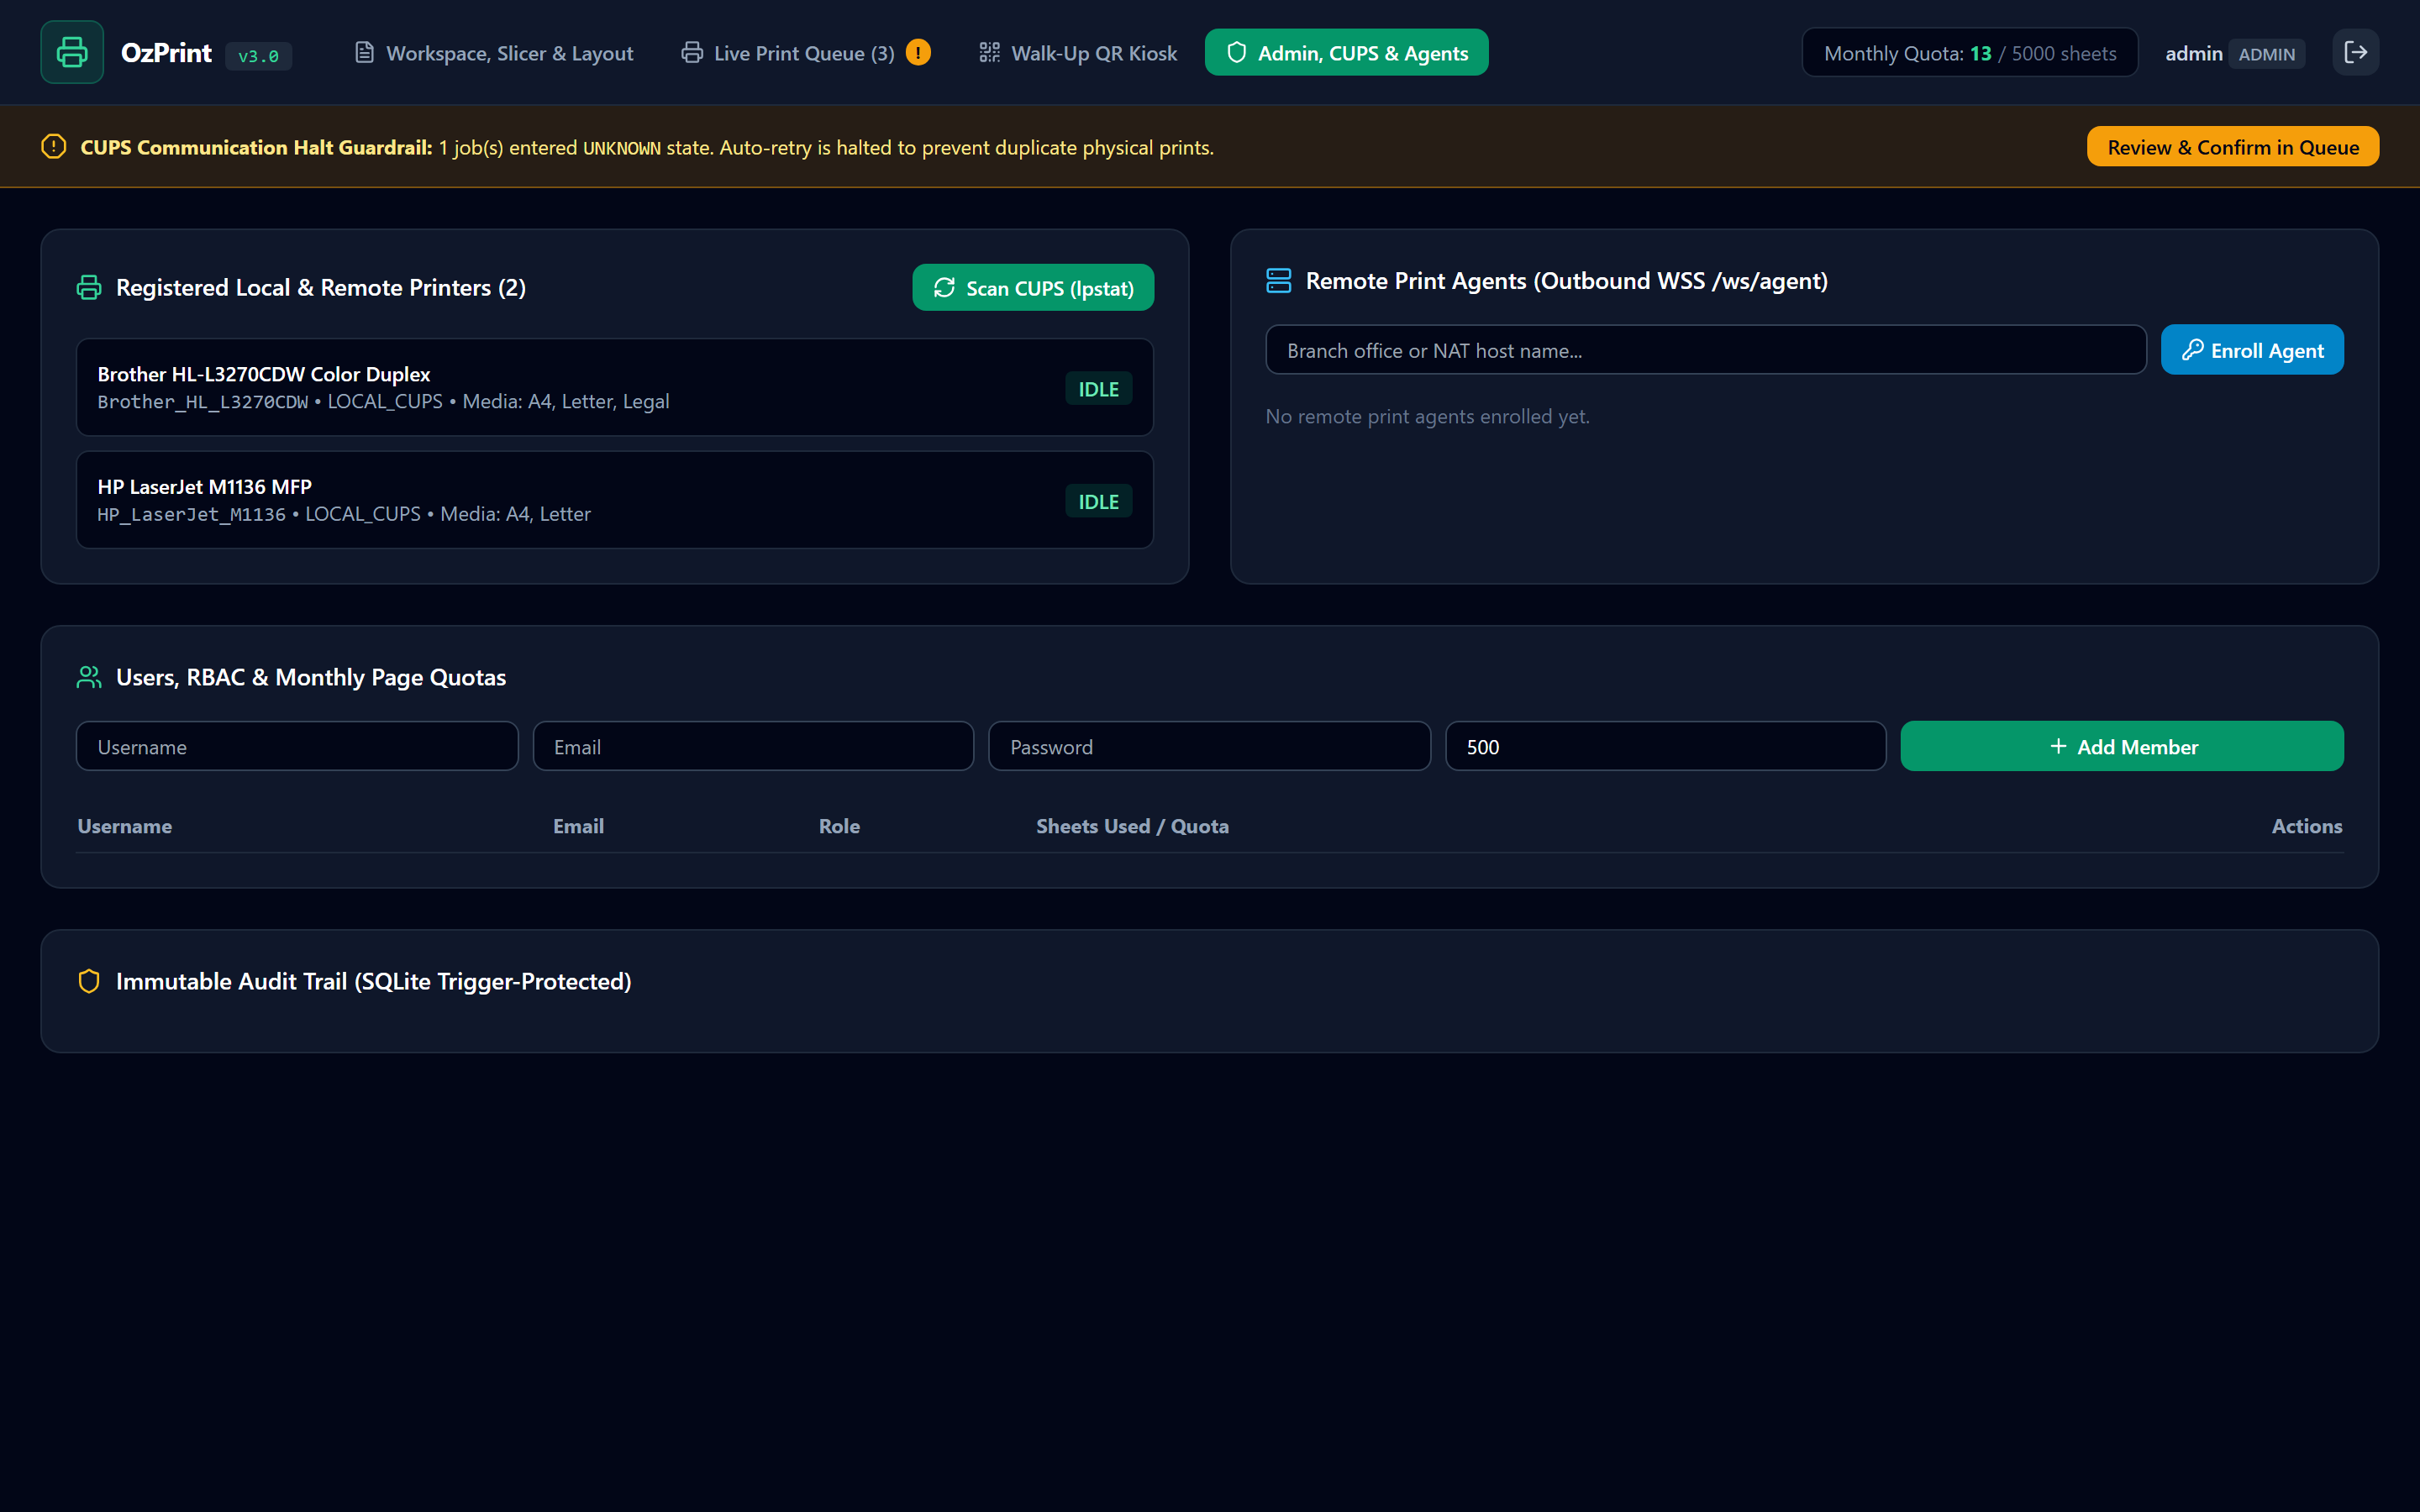 OzPrint v3.0 Workspace, Slicer & Layout Live Print Queue (3) ! Walk-Up QR Kiosk Admin, CUPS & Agents Monthly Quota: 13 / 5000 sheets admin ADMIN
CUPS Communication Halt Guardrail: 1 job(s) entered UNKNOWN state. Auto-retry is halted to prevent duplicate physical prints. Review & Confirm in Queue
Registered Local & Remote Printers (2) Scan CUPS (lpstat)
Brother HL-L3270CDW Color Duplex
Brother_HL_L3270CDW • LOCAL_CUPS • Media: A4, Letter, Legal
IDLE
HP LaserJet M1136 MFP
HP_LaserJet_M1136 • LOCAL_CUPS • Media: A4, Letter
IDLE
Remote Print Agents (Outbound WSS /ws/agent)
Branch office or NAT host name... Enroll Agent
No remote print agents enrolled yet.
Users, RBAC & Monthly Page Quotas
Username Email Password 500 + Add Member
Username Email Role Sheets Used / Quota Actions
Immutable Audit Trail (SQLite Trigger-Protected)